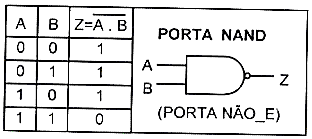 A B Z=A̅ ̅.̅ ̅B̅
0 0 1
0 1 1
1 0 1
1 1 0
PORTA NAND
A
B
Z
(PORTA NÃO_E)